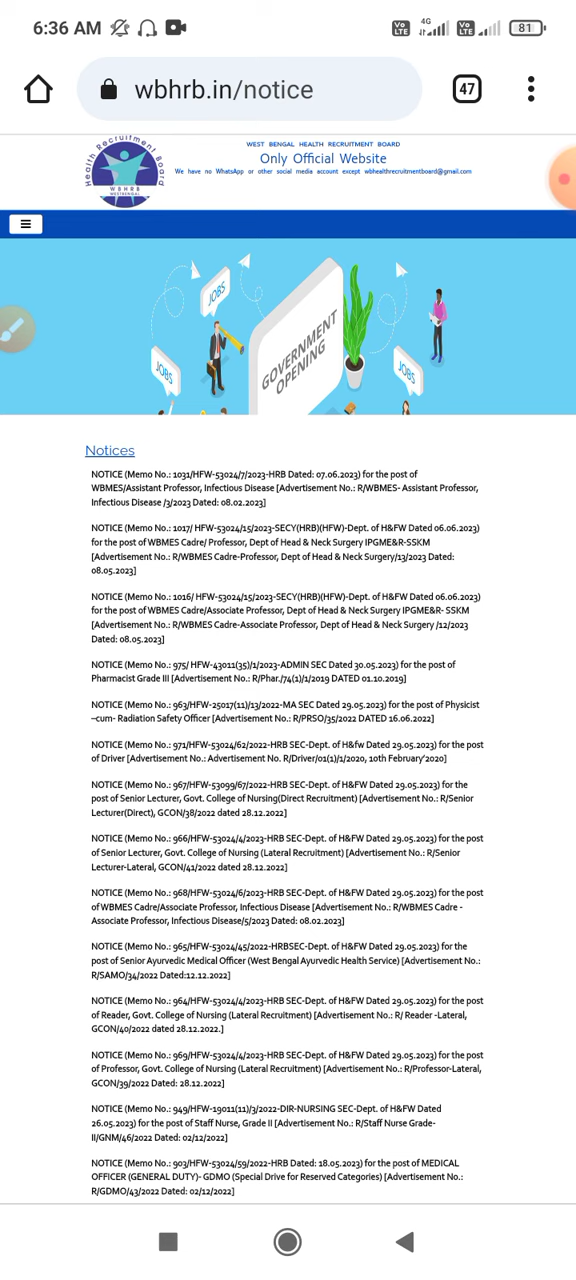 6:36 AM
Vo LTE 4G Vo LTE 81
wbhrb.in/notice
47
Health Recruitment Board
WBHRB
WEST BENGAL
WEST BENGAL HEALTH RECRUITMENT BOARD
Only Official Website
We have no WhatsApp or other social media account except wbhealthrecruitmentboard@gmail.com
JOBS
GOVERNMENT
OPENING
JOBS
JOBS
Notices
NOTICE (Memo No.: 1031/HFW-53024/7/2023-HRB Dated: 07.06.2023) for the post of
WBMES/Assistant Professor, Infectious Disease [Advertisement No.: R/WBMES- Assistant Professor,
Infectious Disease /3/2023 Dated: 08.02.2023]
NOTICE (Memo No.: 1017/ HFW-53024/15/2023-SECY(HRB)(HFW)-Dept. of H&FW Dated 06.06.2023)
for the post of WBMES Cadre/ Professor, Dept of Head & Neck Surgery IPGME&R-SSKM
[Advertisement No.: R/WBMES Cadre-Professor, Dept of Head & Neck Surgery/13/2023 Dated:
08.05.2023]
NOTICE (Memo No.: 1016/ HFW-53024/15/2023-SECY(HRB)(HFW)-Dept. of H&FW Dated 06.06.2023)
for the post of WBMES Cadre/Associate Professor, Dept of Head & Neck Surgery IPGME&R- SSKM
[Advertisement No.: R/WBMES Cadre-Associate Professor, Dept of Head & Neck Surgery /12/2023
Dated: 08.05.2023]
NOTICE (Memo No.: 975/ HFW-43011(35)/1/2023-ADMIN SEC Dated 30.05.2023) for the post of
Pharmacist Grade III [Advertisement No.: R/Phar./74(1)/1/2019 DATED 01.10.2019]
NOTICE (Memo No.: 963/HFW-25017(11)/13/2022-MA SEC Dated 29.05.2023) for the post of Physicist
–cum- Radiation Safety Officer [Advertisement No.: R/PRSO/35/2022 DATED 16.06.2022]
NOTICE (Memo No.: 971/HFW-53024/62/2022-HRB SEC-Dept. of H&fw Dated 29.05.2023) for the post
of Driver [Advertisement No.: Advertisement No. R/Driver/01(1)/1/2020, 10th February'2020]
NOTICE (Memo No.: 967/HFW-53099/67/2022-HRB SEC-Dept. of H&FW Dated 29.05.2023) for the
post of Senior Lecturer, Govt. College of Nursing(Direct Recruitment) [Advertisement No.: R/Senior
Lecturer(Direct), GCON/38/2022 dated 28.12.2022]
NOTICE (Memo No.: 966/HFW-53024/4/2023-HRB SEC-Dept. of H&FW Dated 29.05.2023) for the post
of Senior Lecturer, Govt. College of Nursing (Lateral Recruitment) [Advertisement No.: R/Senior
Lecturer-Lateral, GCON/41/2022 dated 28.12.2022]
NOTICE (Memo No.: 968/HFW-53024/6/2023-HRB SEC-Dept. of H&FW Dated 29.05.2023) for the post
of WBMES Cadre/Associate Professor, Infectious Disease [Advertisement No.: R/WBMES Cadre -
Associate Professor, Infectious Disease/5/2023 Dated: 08.02.2023]
NOTICE (Memo No.: 965/HFW-53024/45/2022-HRBSEC-Dept. of H&FW Dated 29.05.2023) for the
post of Senior Ayurvedic Medical Officer (West Bengal Ayurvedic Health Service) [Advertisement No.:
R/SAMO/34/2022 Dated:12.12.2022]
NOTICE (Memo No.: 964/HFW-53024/4/2023-HRB SEC-Dept. of H&FW Dated 29.05.2023) for the post
of Reader, Govt. College of Nursing (Lateral Recruitment) [Advertisement No.: R/ Reader -Lateral,
GCON/40/2022 dated 28.12.2022.]
NOTICE (Memo No.: 969/HFW-53024/4/2023-HRB SEC-Dept. of H&FW Dated 29.05.2023) for the post
of Professor, Govt. College of Nursing (Lateral Recruitment) [Advertisement No.: R/Professor-Lateral,
GCON/39/2022 Dated: 28.12.2022]
NOTICE (Memo No.: 949/HFW-19011(11)/3/2022-DIR-NURSING SEC-Dept. of H&FW Dated
26.05.2023) for the post of Staff Nurse, Grade II [Advertisement No.: R/Staff Nurse Grade-
II/GNM/46/2022 Dated: 02/12/2022]
NOTICE (Memo No.: 903/HFW-53024/59/2022-HRB Dated: 18.05.2023) for the post of MEDICAL
OFFICER (GENERAL DUTY)- GDMO (Special Drive for Reserved Categories) [Advertisement No.:
R/GDMO/43/2022 Dated: 02/12/2022]